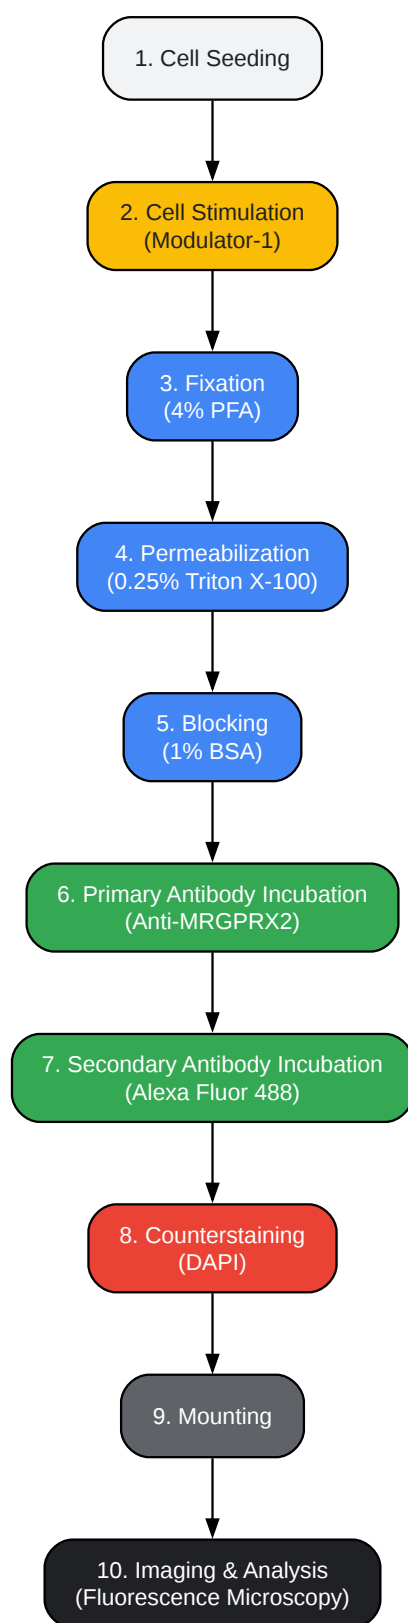 1. Cell Seeding
2. Cell Stimulation
(Modulator-1)
3. Fixation
(4% PFA)
4. Permeabilization
(0.25% Triton X-100)
5. Blocking
(1% BSA)
6. Primary Antibody Incubation
(Anti-MRGPRX2)
7. Secondary Antibody Incubation
(Alexa Fluor 488)
8. Counterstaining
(DAPI)
9. Mounting
10. Imaging & Analysis
(Fluorescence Microscopy)